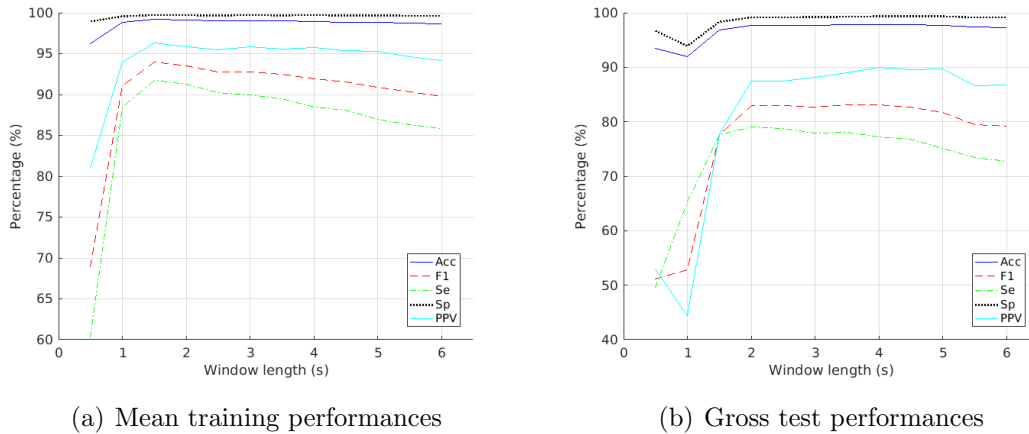 100
95
90
85
80
75
70
65
60
Percentage (%)
0 1 2 3 4 5 6
Window length (s)
Acc
F1
Se
Sp
PPV
(a) Mean training performances
100
90
80
70
60
50
40
Percentage (%)
0 1 2 3 4 5 6
Window length (s)
Acc
F1
Se
Sp
PPV
(b) Gross test performances